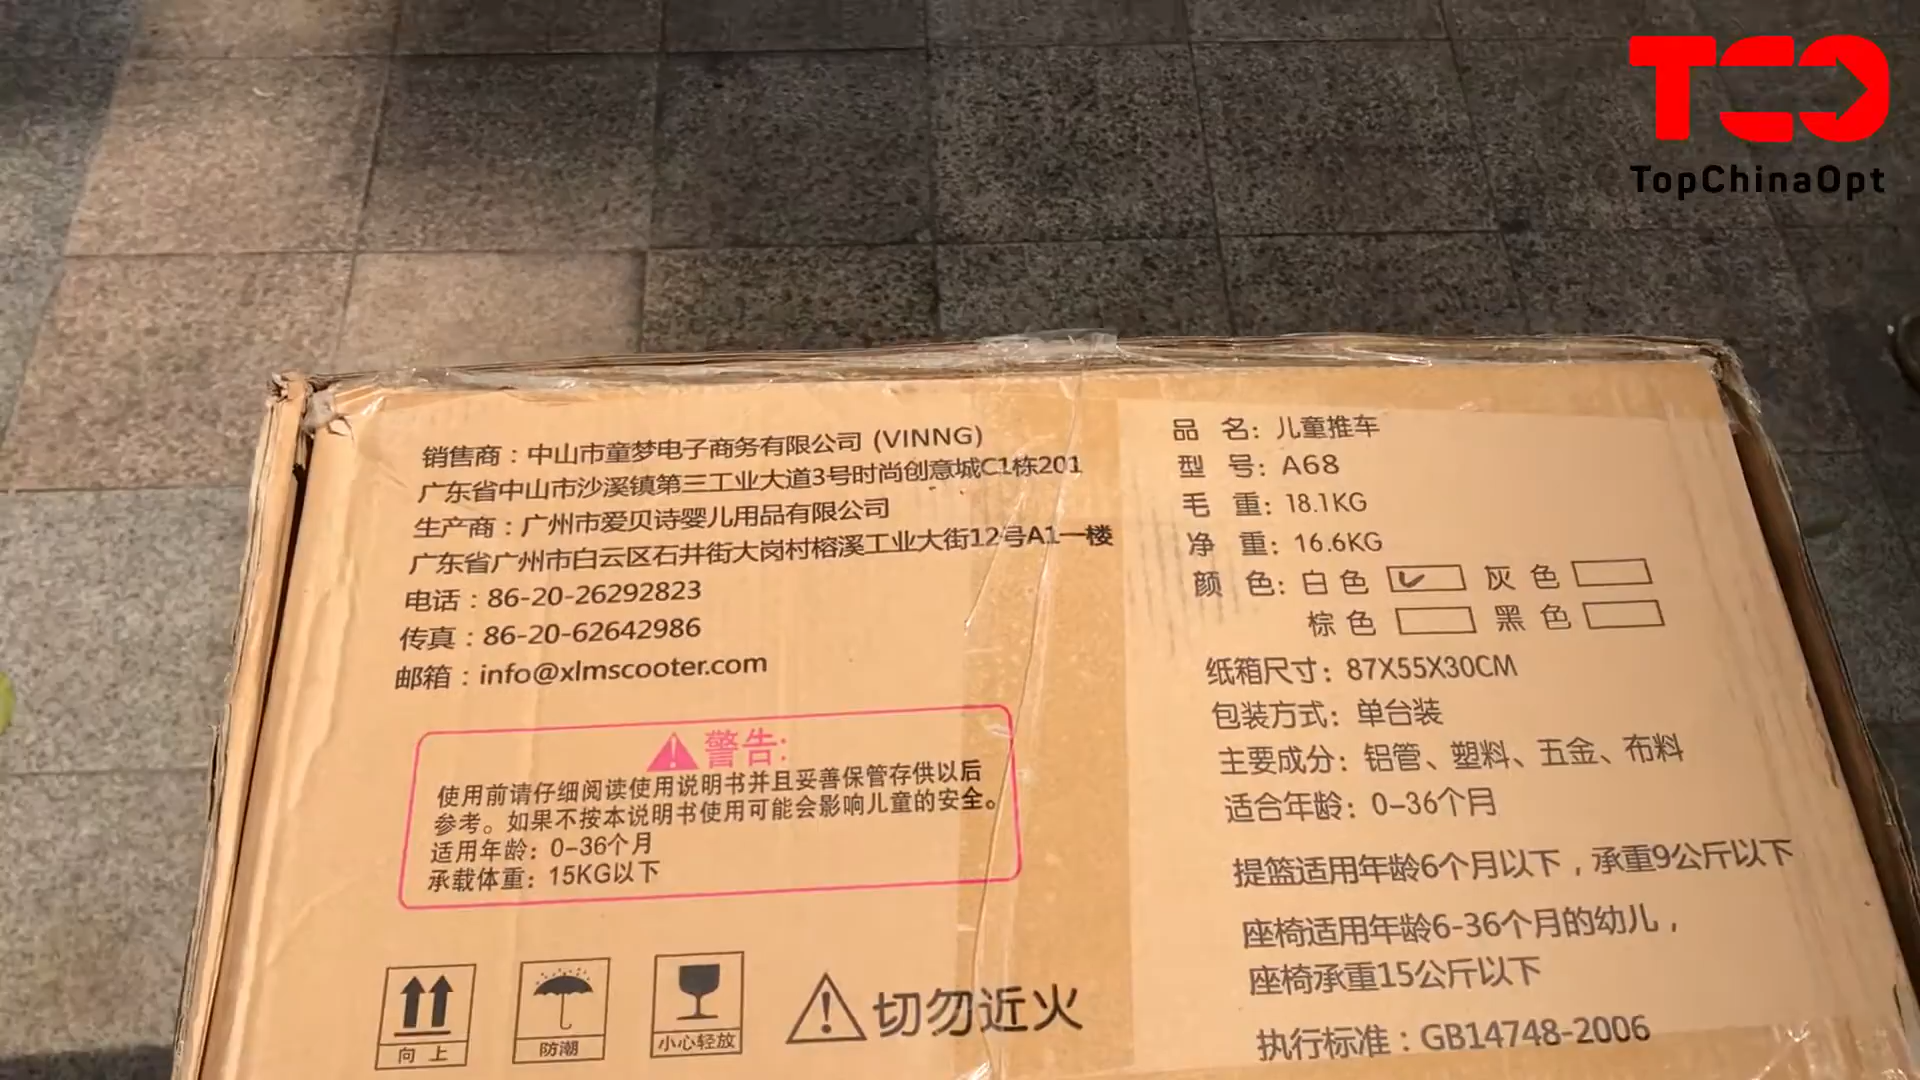 TCO
TopChinaOpt
销售商：中山市童梦电子商务有限公司 (VINNG)
广东省中山市沙溪镇第三工业大道3号时尚创意城C1栋201
生产商：广州市爱贝诗婴儿用品有限公司
广东省广州市白云区石井街大岗村榕溪工业大街12号A1一楼
电话：86-20-26292823
传真：86-20-62642986
邮箱：info@xlmscooter.com
警告:
使用前请仔细阅读使用说明书并且妥善保管存供以后
参考。如果不按本说明书使用可能会影响儿童的安全。
适用年龄：0-36个月
承载体重：15KG以下
向上
防潮
小心轻放
切勿近火
品 名：儿童推车
型 号：A68
毛 重：18.1KG
净 重：16.6KG
颜 色：白色 灰色
棕色 黑色
纸箱尺寸：87X55X30CM
包装方式：单台装
主要成分：铝管、塑料、五金、布料
适合年龄：0-36个月
提篮适用年龄6个月以下，承重9公斤以下
座椅适用年龄6-36个月的幼儿，
座椅承重15公斤以下
执行标准：GB14748-2006